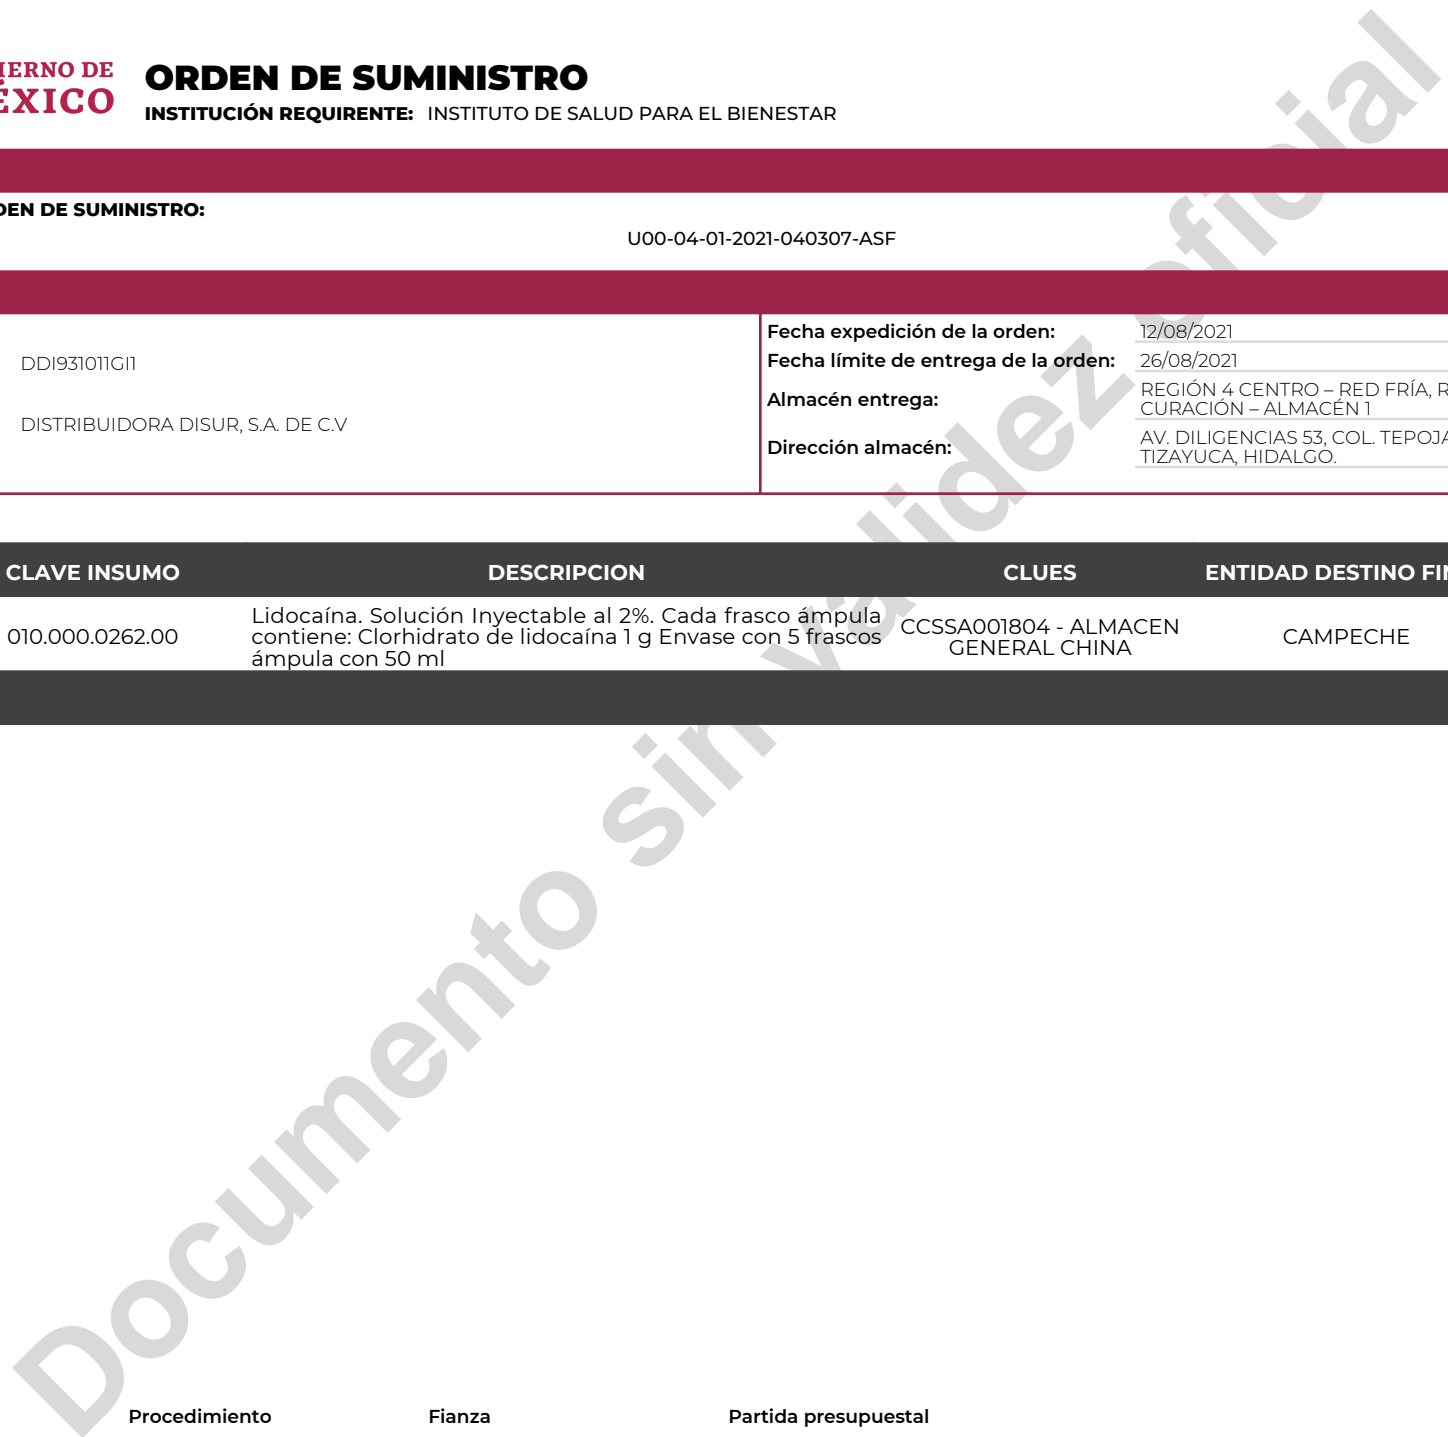 IERNO DE
ÉXICO
ORDEN DE SUMINISTRO
INSTITUCIÓN REQUIRENTE: INSTITUTO DE SALUD PARA EL BIENESTAR
DEN DE SUMINISTRO:
U00-04-01-2021-040307-ASF
DDI931011GI1
DISTRIBUIDORA DISUR, S.A. DE C.V
Fecha expedición de la orden: 12/08/2021
Fecha límite de entrega de la orden: 26/08/2021
Almacén entrega: REGIÓN 4 CENTRO – RED FRÍA, R
CURACIÓN – ALMACÉN 1
Dirección almacén: AV. DILIGENCIAS 53, COL. TEPOJA
TIZAYUCA, HIDALGO.
CLAVE INSUMO DESCRIPCION CLUES ENTIDAD DESTINO FIN
010.000.0262.00
Lidocaína. Solución Inyectable al 2%. Cada frasco ámpula
contiene: Clorhidrato de lidocaína 1 g Envase con 5 frascos
ámpula con 50 ml
CCSSA001804 - ALMACEN
GENERAL CHINA
CAMPECHE
Documento sin validez oficial
Procedimiento Fianza Partida presupuestal